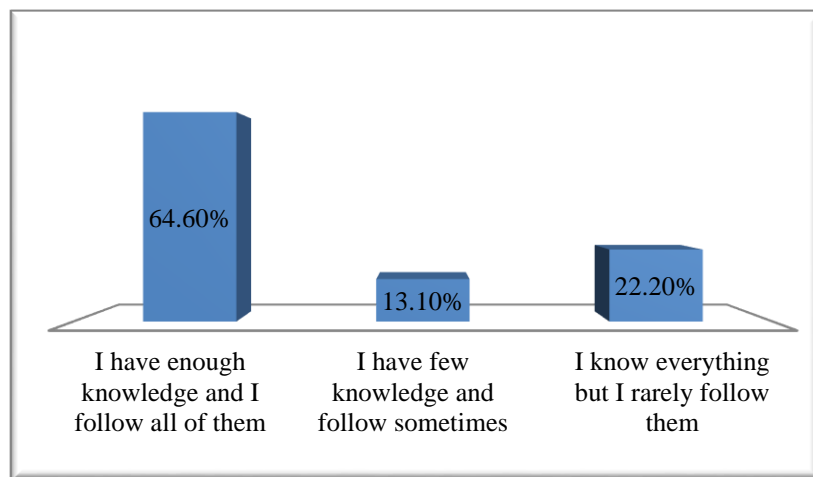 64.60%
13.10%
22.20%
I have enough
knowledge and I
follow all of them
I have few
knowledge and
follow sometimes
I know everything
but I rarely follow
them